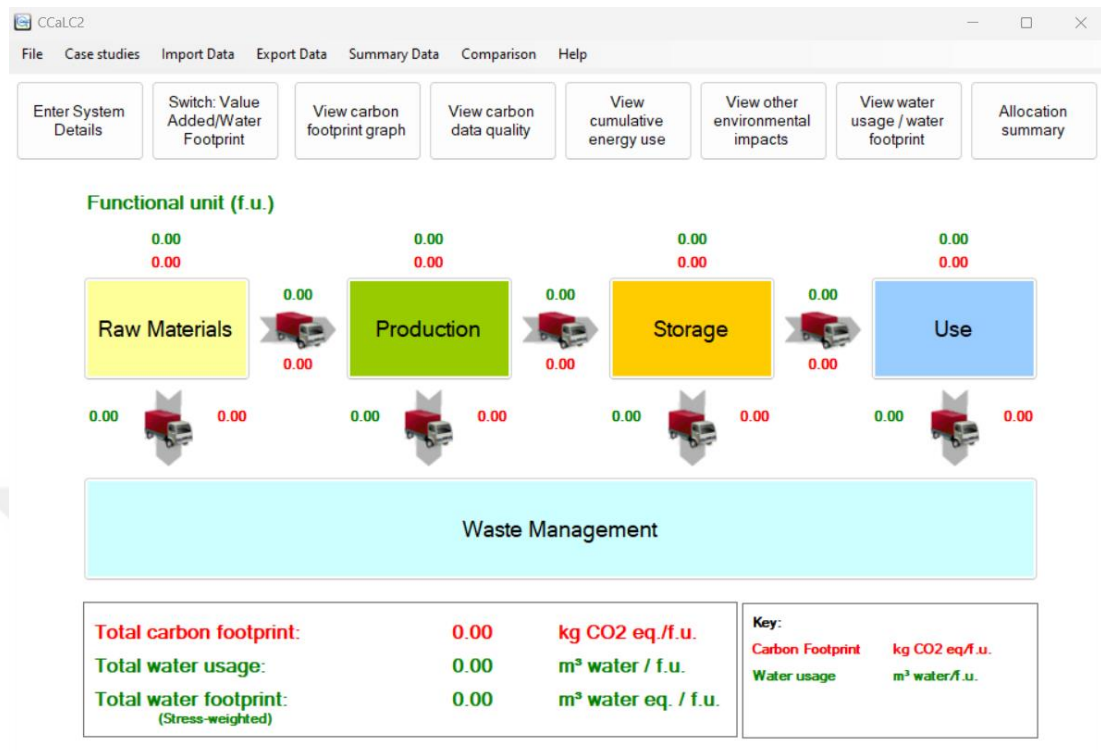 CCaLC2
File Case studies Import Data Export Data Summary Data Comparison Help
Enter System
Details
Switch: Value
Added/Water
Footprint
View carbon
footprint graph
View carbon
data quality
View
cumulative
energy use
View other
environmental
impacts
View water
usage / water
footprint
Allocation
summary
Functional unit (f.u.)
0.00 0.00 0.00 0.00
0.00 0.00 0.00 0.00
0.00 0.00 0.00
Raw Materials Production Storage Use
0.00 0.00 0.00
0.00 0.00 0.00 0.00 0.00 0.00 0.00 0.00
Waste Management
Total carbon footprint: 0.00 kg CO2 eq./f.u.
Total water usage: 0.00 m³ water / f.u.
Total water footprint: 0.00 m³ water eq. / f.u.
(Stress-weighted)
Key:
Carbon Footprint kg CO2 eq/f.u.
Water usage m³ water/f.u.